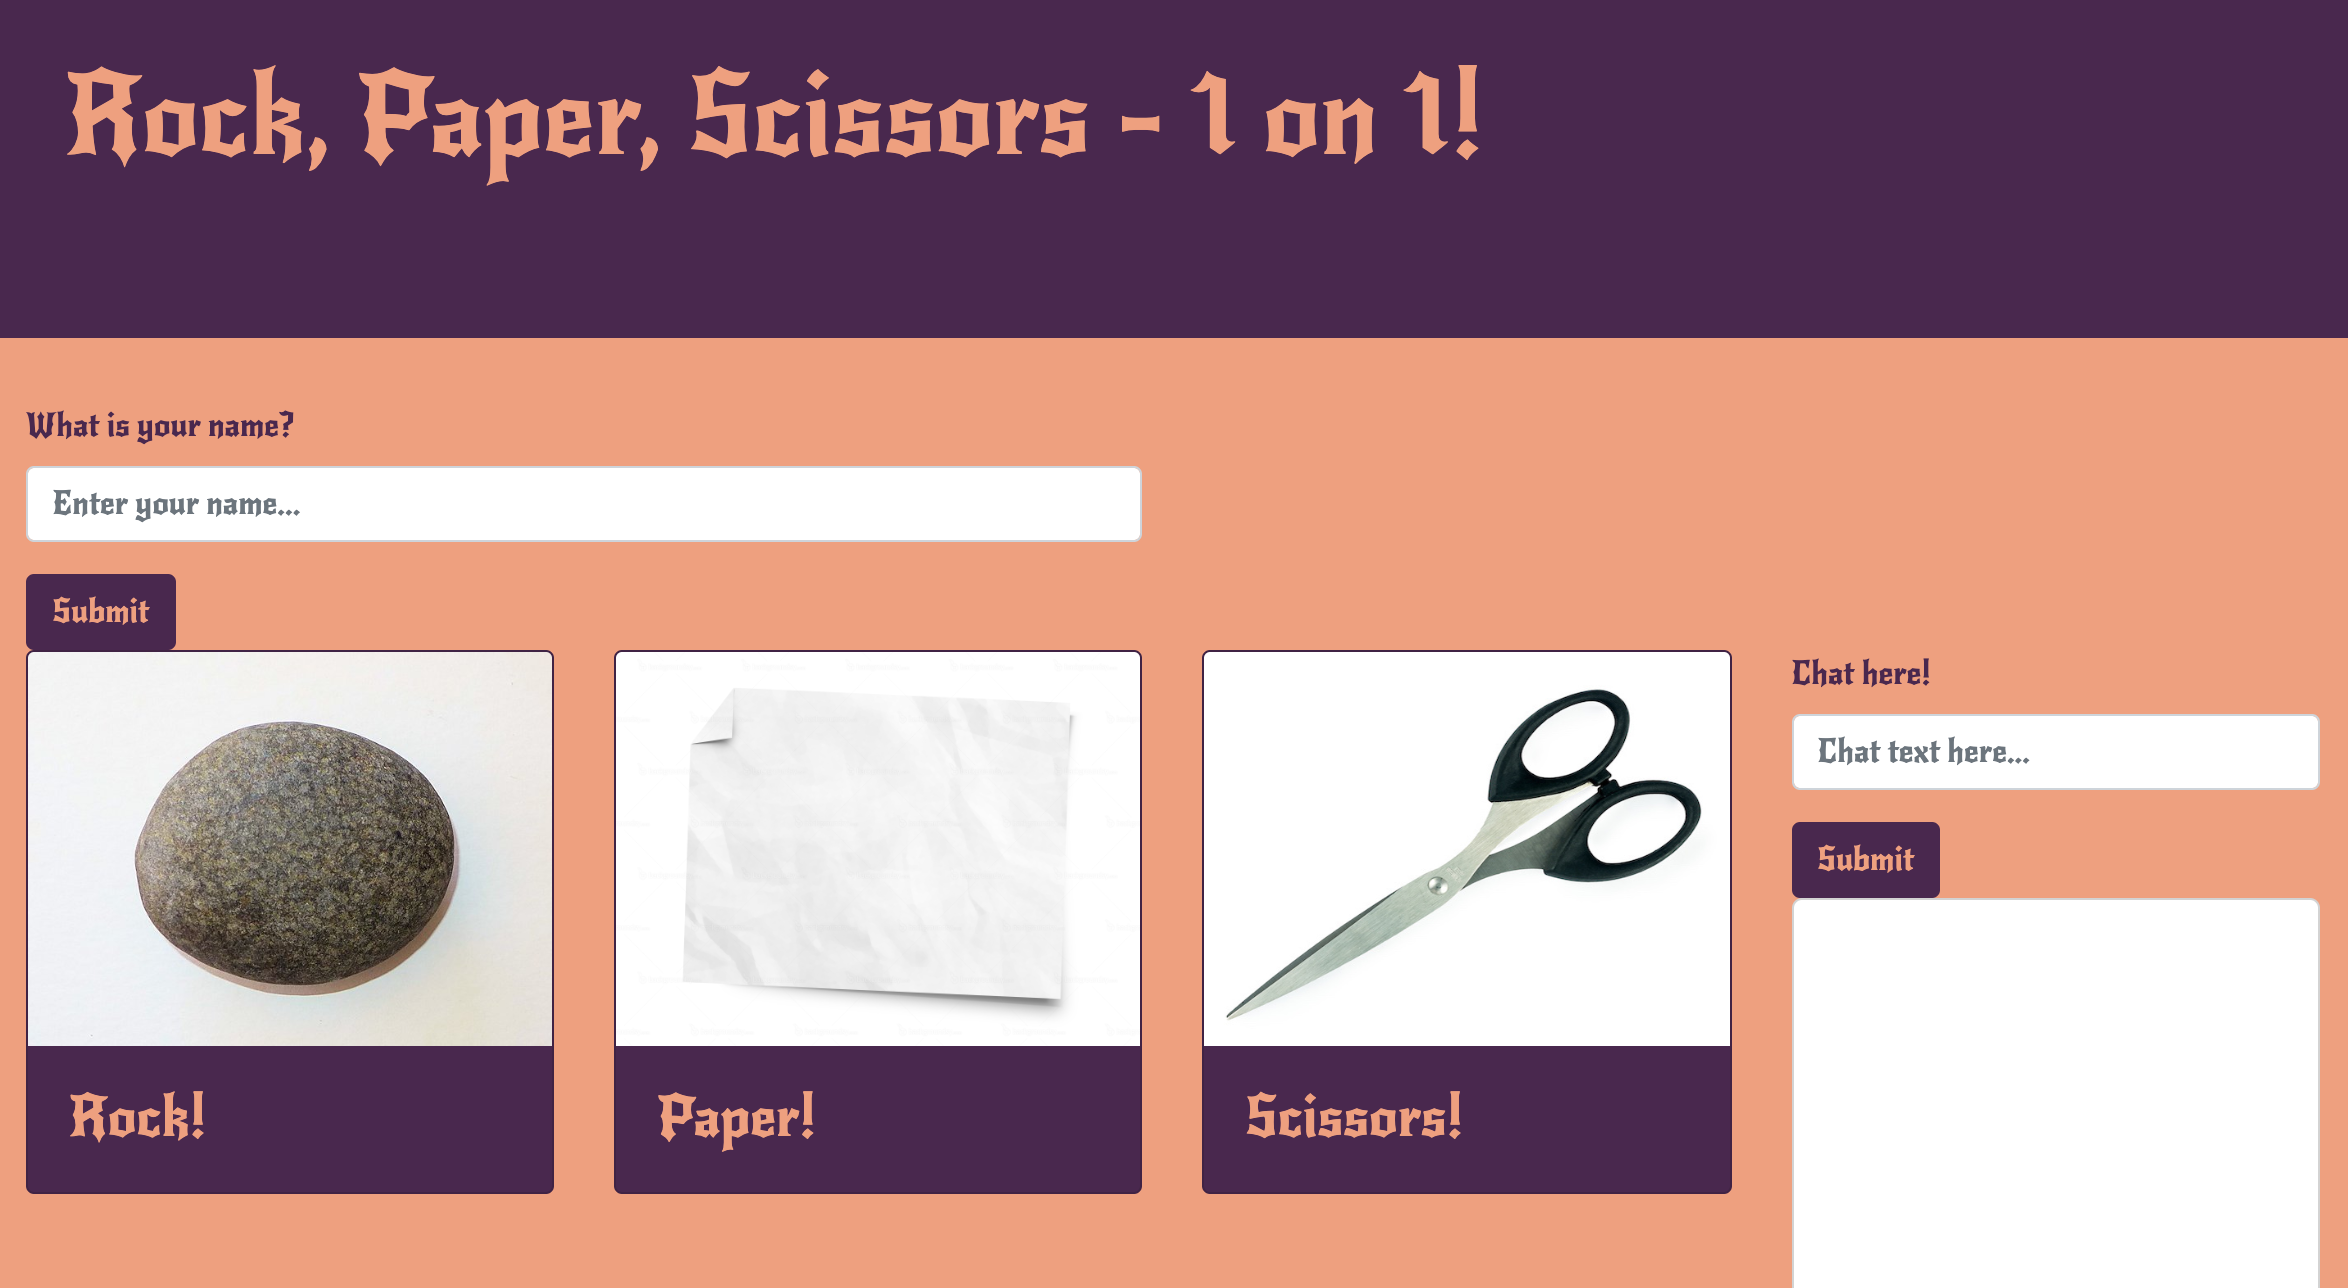 Rock, Paper, Scissors - 1 on 1!
What is your name?
Enter your name...
Submit
Rock!
Paper!
Scissors!
Chat here!
Chat text here...
Submit